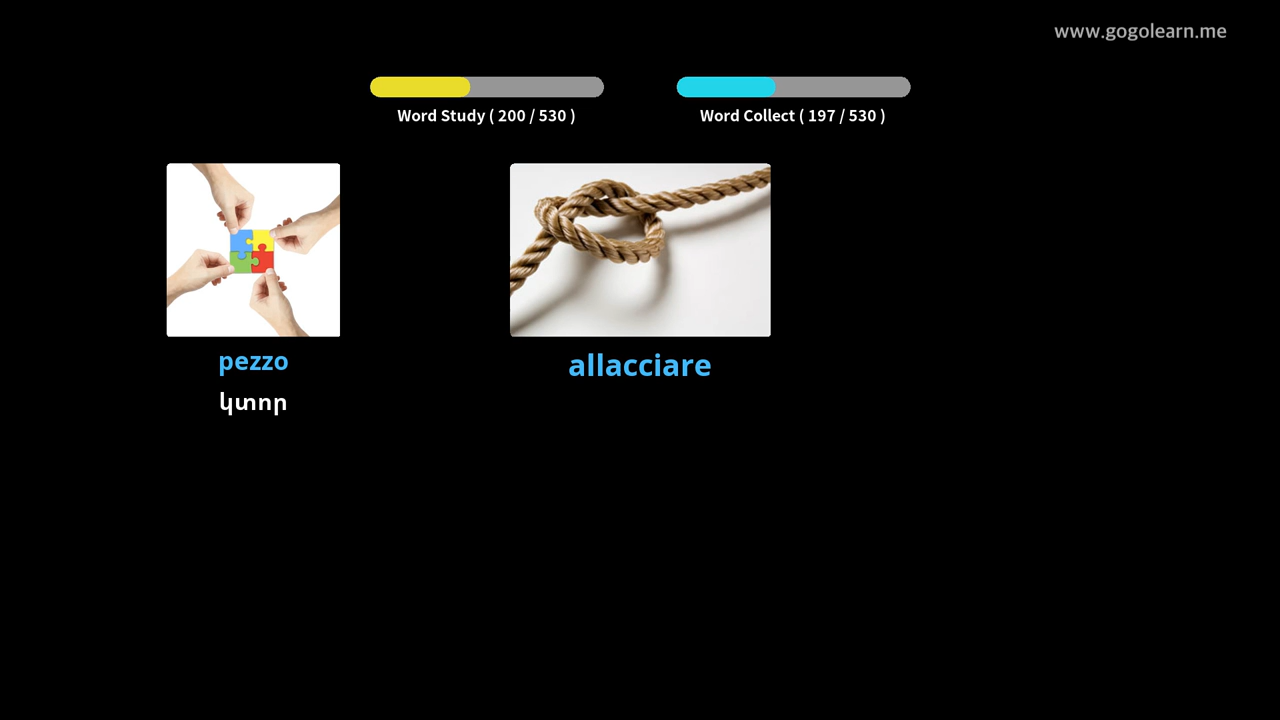 www.gogolearn.me
Word Study ( 200 / 530 )
Word Collect ( 197 / 530 )
pezzo
կտոր
allacciare